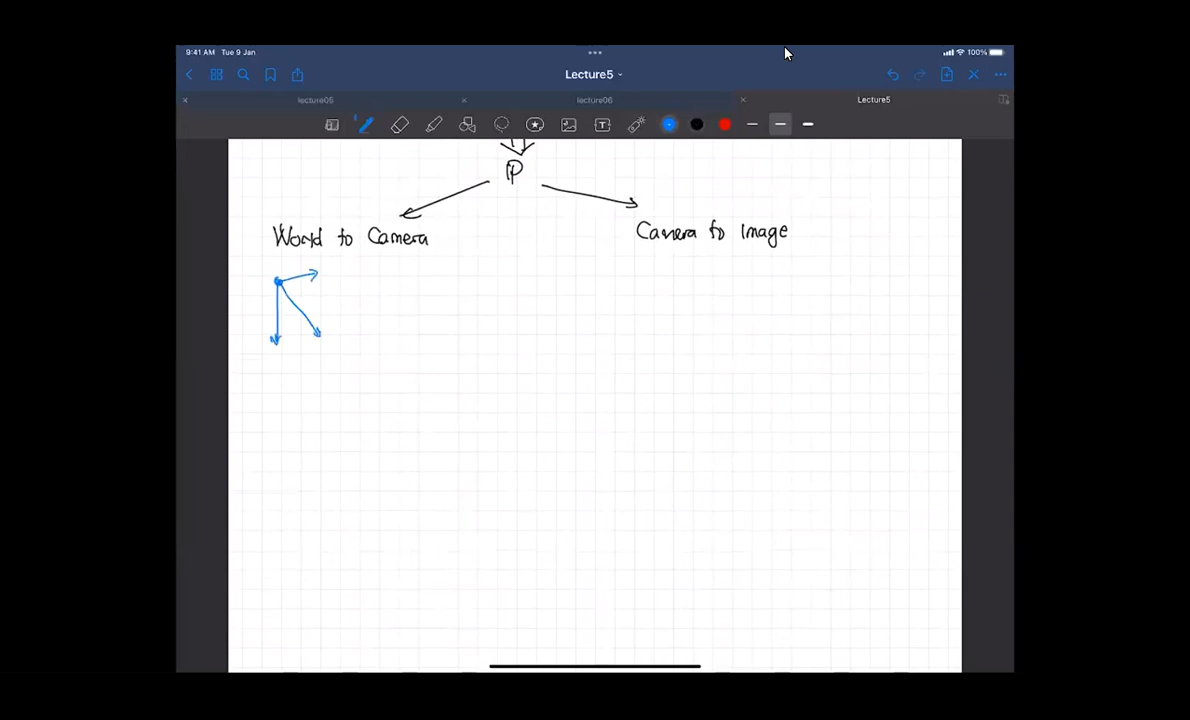 9:41 AM Tue 9 Jan
100%
Lecture5
lecture05
lecture06
Lecture5
T
P
World to Camera
Camera to Image